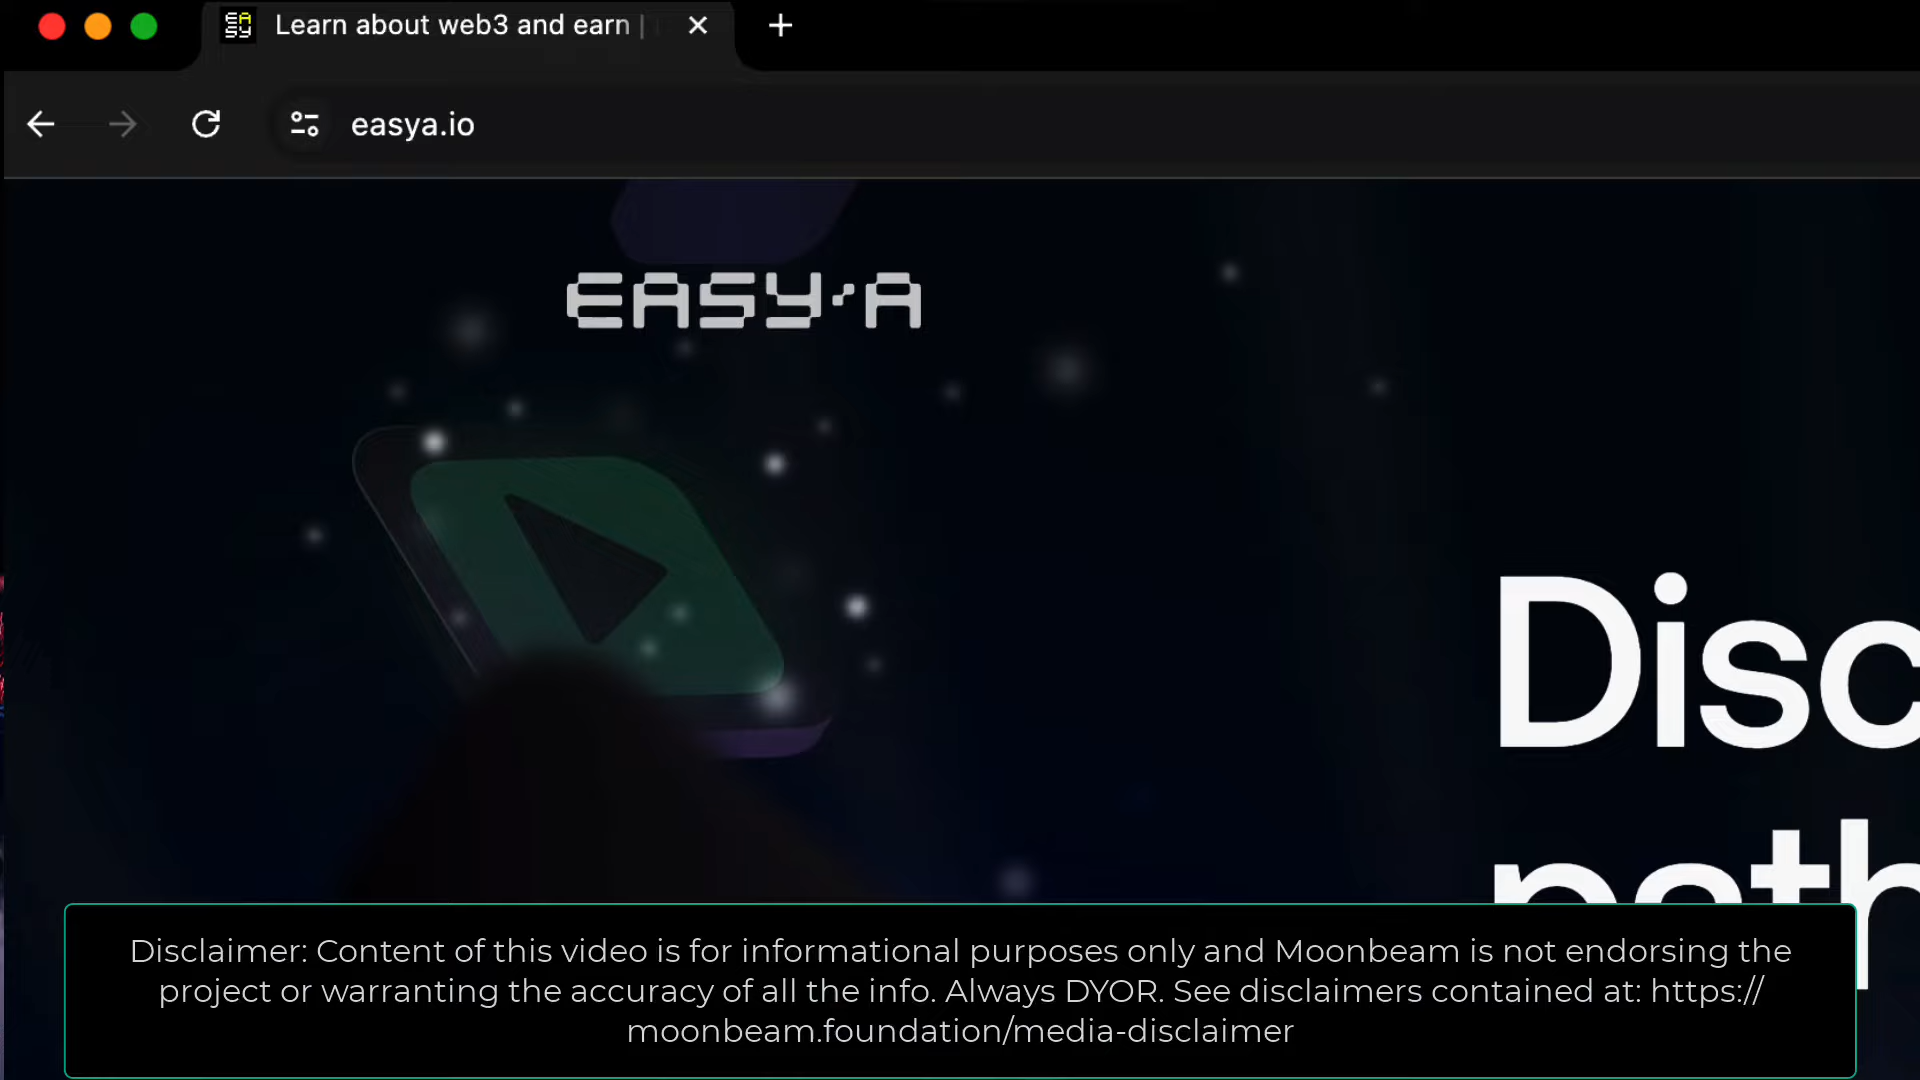 Learn about web3 and earn |
easya.io
EASY·A
Disc
path
Disclaimer: Content of this video is for informational purposes only and Moonbeam is not endorsing the
project or warranting the accuracy of all the info. Always DYOR. See disclaimers contained at: https://
moonbeam.foundation/media-disclaimer